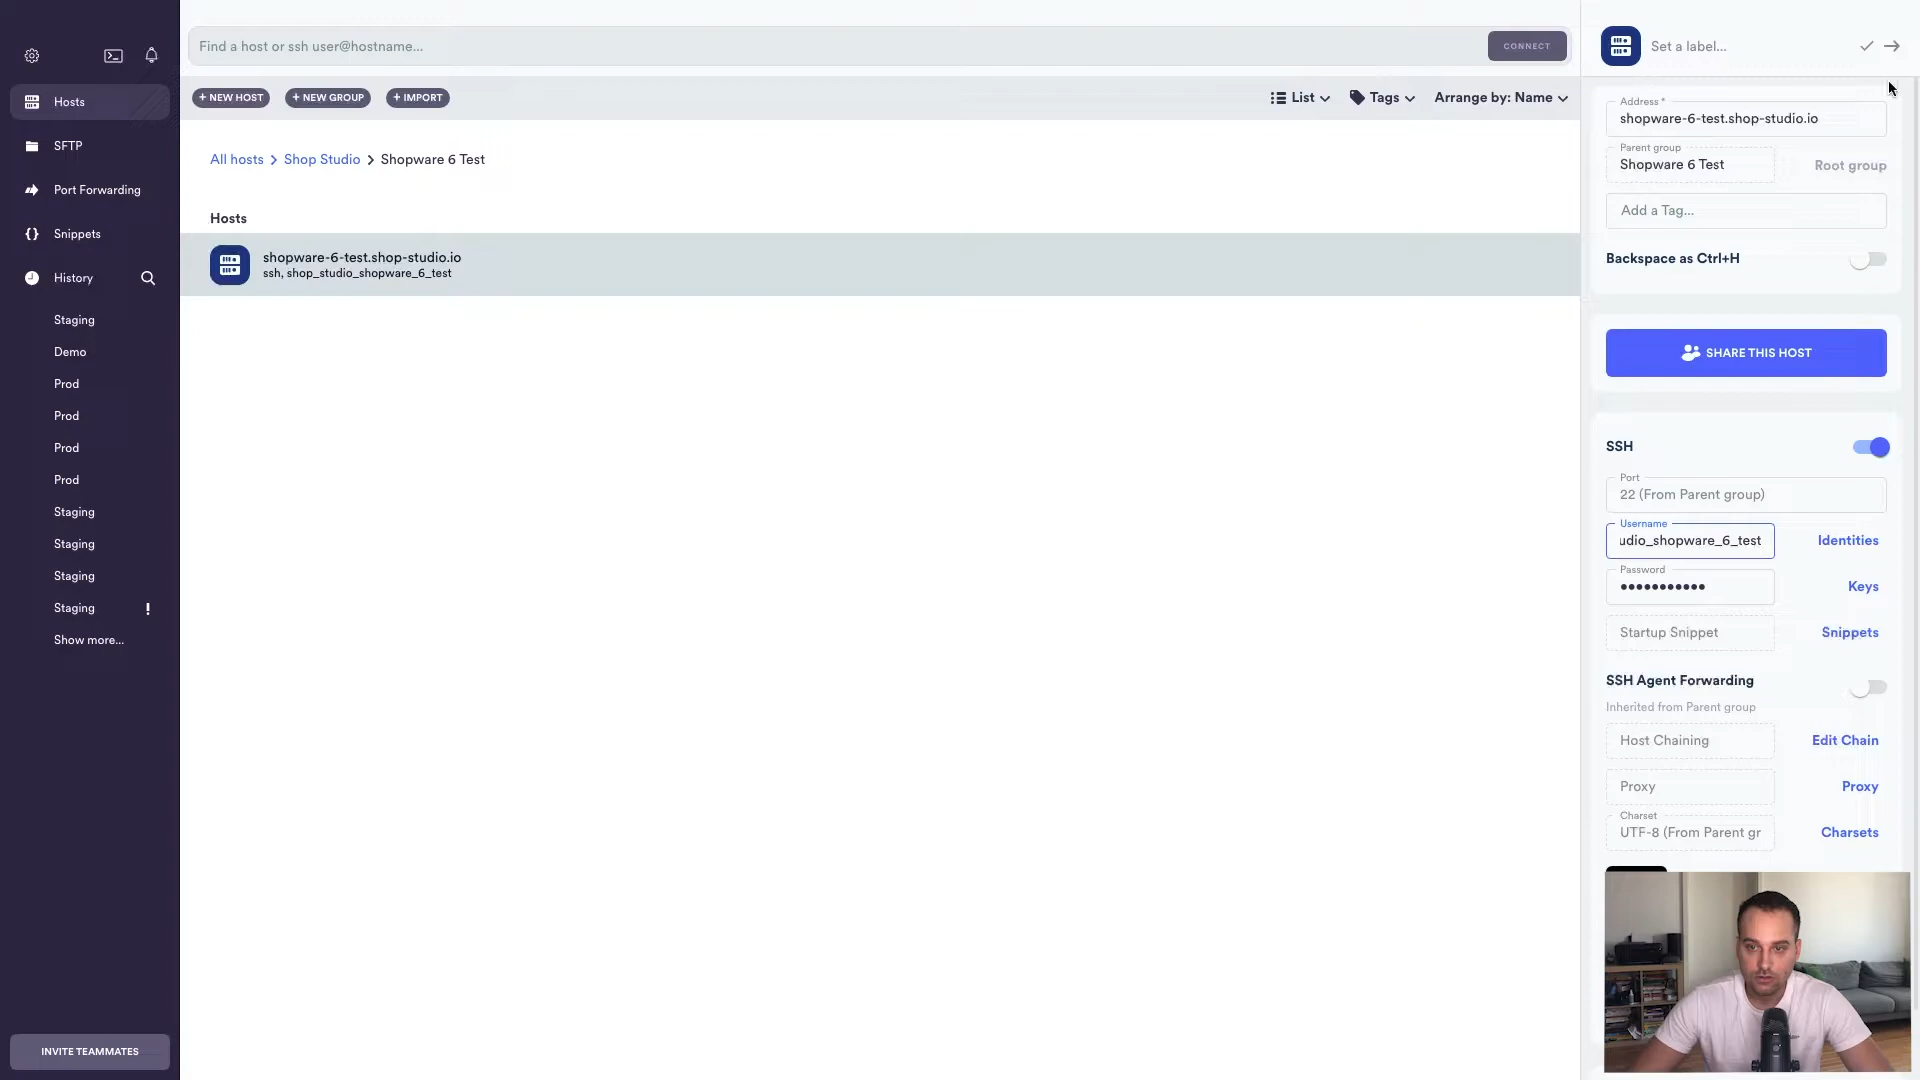 Find a host or ssh user@hostname...
CONNECT
Set a label...
Hosts
SFTP
Port Forwarding
Snippets
History
Staging
Demo
Prod
Prod
Prod
Prod
Staging
Staging
Staging
Staging
Show more...
INVITE TEAMMATES
+ NEW HOST
+ NEW GROUP
+ IMPORT
List
Tags
Arrange by: Name
All hosts > Shop Studio > Shopware 6 Test
Hosts
shopware-6-test.shop-studio.io
ssh, shop_studio_shopware_6_test
Address *
shopware-6-test.shop-studio.io
Parent group
Shopware 6 Test
Root group
Add a Tag...
Backspace as Ctrl+H
SHARE THIS HOST
SSH
Port
22 (From Parent group)
Username
udio_shopware_6_test
Identities
Password
•••••••••••
Keys
Startup Snippet
Snippets
SSH Agent Forwarding
Inherited from Parent group
Host Chaining
Edit Chain
Proxy
Proxy
Charset
UTF-8 (From Parent gr
Charsets